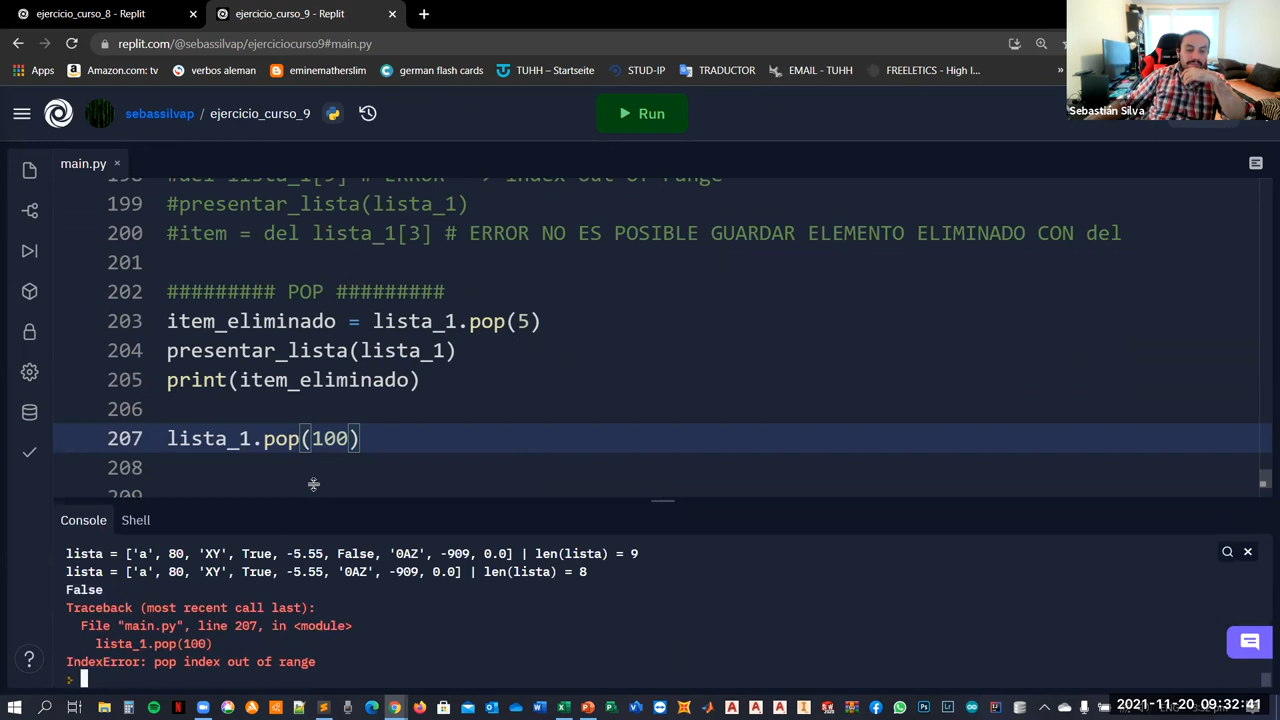 ejercicio_curso_8 - Replit
ejercicio_curso_9 - Replit
replit.com/@sebassilvap/ejerciciocurso9#main.py
Apps
Amazon.com: tv
verbos aleman
eminematherslim
german flash cards
TUHH – Startseite
STUD-IP
TRADUCTOR
EMAIL - TUHH
FREELETICS - High I...
»
Sebastián Silva
sebassilvap / ejercicio_curso_9
Run
main.py
199 #presentar_lista(lista_1)
200 #item = del lista_1[3] # ERROR NO ES POSIBLE GUARDAR ELEMENTO ELIMINADO CON del
201
202 ######### POP #########
203 item_eliminado = lista_1.pop(5)
204 presentar_lista(lista_1)
205 print(item_eliminado)
206
207 lista_1.pop(100)
208
209
Console Shell
lista = ['a', 80, 'XY', True, -5.55, False, '0AZ', -909, 0.0] | len(lista) = 9
lista = ['a', 80, 'XY', True, -5.55, '0AZ', -909, 0.0] | len(lista) = 8
False
Traceback (most recent call last):
File "main.py", line 207, in <module>
lista_1.pop(100)
IndexError: pop index out of range
2021-11-20 09:32:41